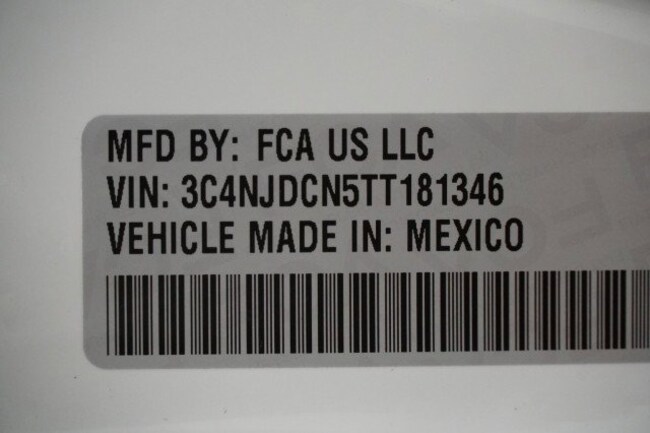 MFD BY: FCA US LLC
VIN: 3C4NJDCN5TT181346
VEHICLE MADE IN: MEXICO